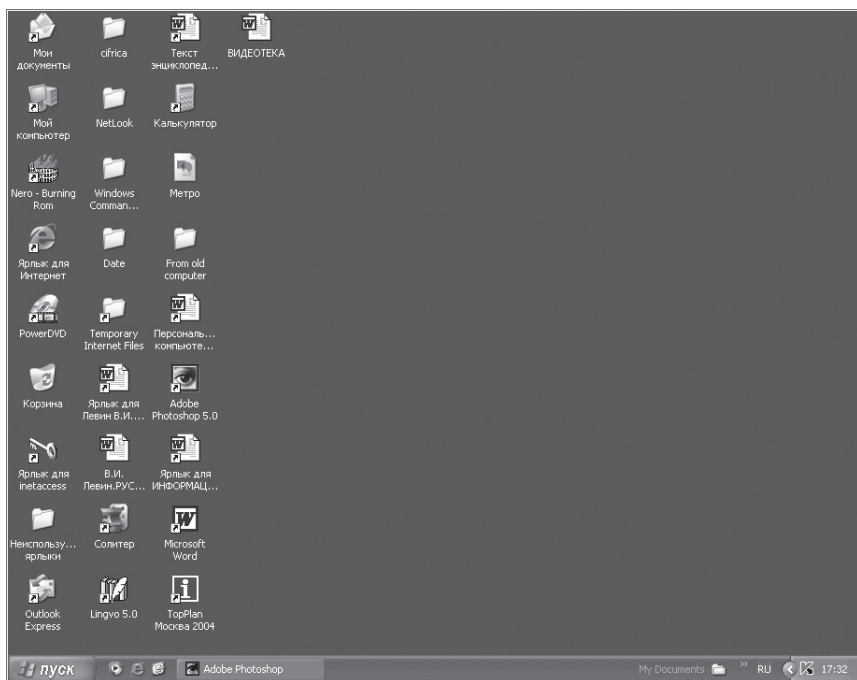 Мои
документы
cifrica
Текст
энциклопед...
ВИДЕОТЕКА
Мой
компьютер
NetLook
Калькулятор
Nero - Burning
Rom
Windows
Comman...
Метро
Ярлык для
Интернет
Date
From old
computer
PowerDVD
Temporary
Internet Files
Персональ...
компьюте...
Корзина
Ярлык для
Левин В.И....
Adobe
Photoshop 5.0
Ярлык для
inetaccess
В.И.
Левин.РУС...
Ярлык для
ИНФОРМАЦ...
Неиспользу...
ярлыки
Солитер
Microsoft
Word
Outlook
Express
Lingvo 5.0
TopPlan
Москва 2004
пуск
Adobe Photoshop
My Documents
»
RU
17:32